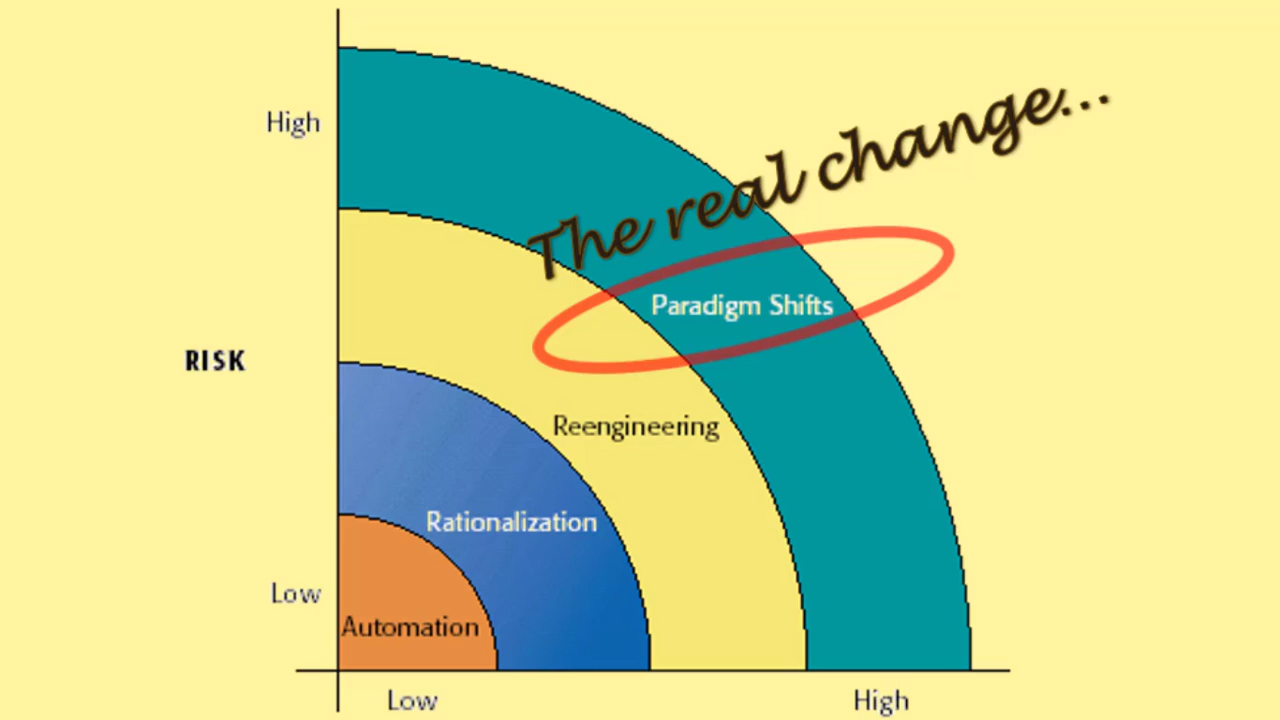 High
The real change...
Paradigm Shifts
RISK
Reengineering
Rationalization
Low
Automation
Low
High